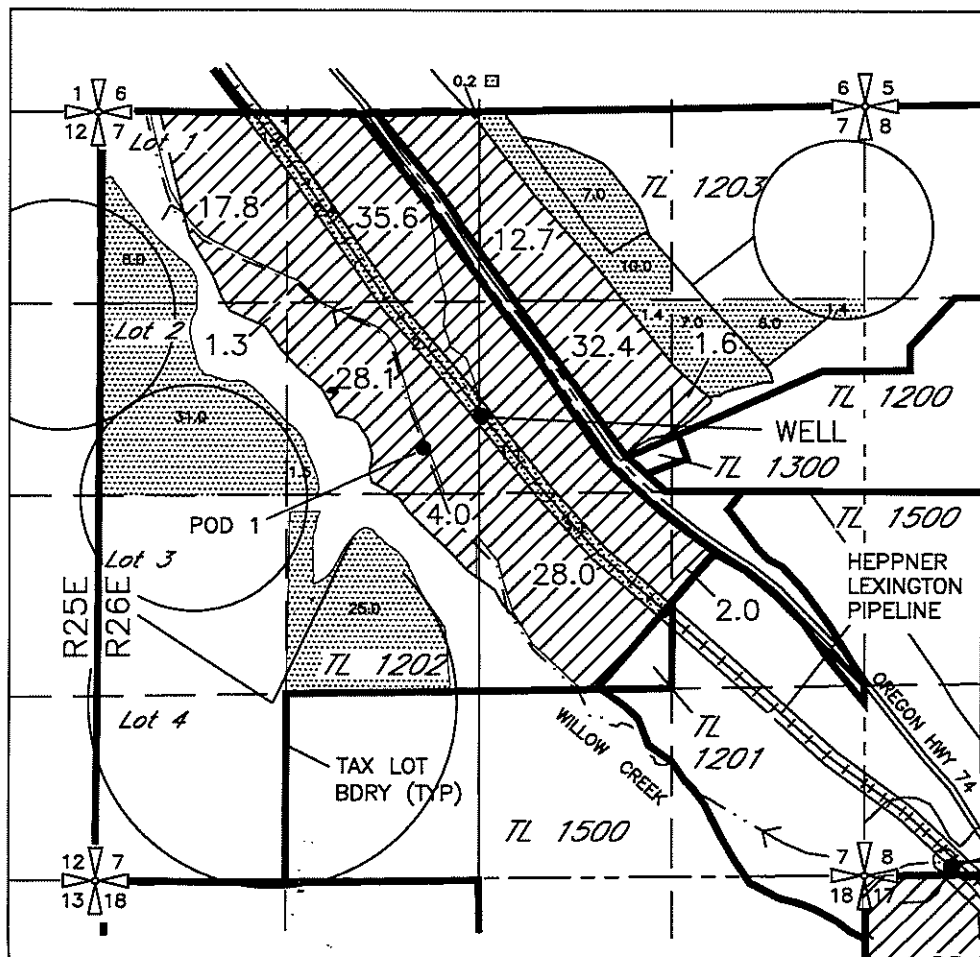 0.2
1 6
12 7
6 5
7 8
Lot 1
17.8
35.6
12.7
7.0
TL 1203
10.0
8.0
Lot 2
1.3
28.1
32.4
1.4
7.0
1.6
8.0
1.4
TL 1200
31.0
1.5
WELL
TL 1300
POD 1
4.0
TL 1500
Lot 3
28.0
HEPPNER
LEXINGTON
PIPELINE
2.0
R25E
R26E
25.0
TL 1202
OREGON HWY 74
Lot 4
WILLOW CREEK
TL
1201
TAX LOT
BDRY (TYP)
TL 1500
12 7
13 18
7 8
18 17